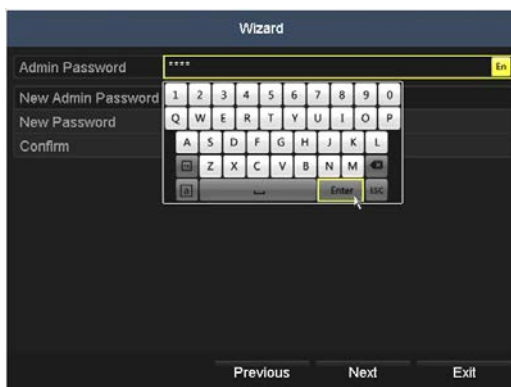 Wizard
Admin Password **** En
New Admin Password
New Password
Confirm
1 2 3 4 5 6 7 8 9 0
Q W E R T Y U I O P
A S D F G H J K L
Z X C V B N M
a Enter ESC
Previous Next Exit